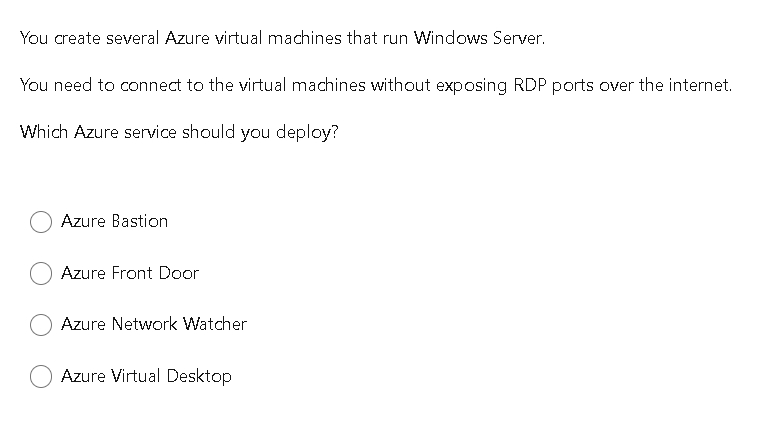 You create several Azure virtual machines that run Windows Server.
You need to connect to the virtual machines without exposing RDP ports over the internet.
Which Azure service should you deploy?
Azure Bastion
Azure Front Door
Azure Network Watcher
Azure Virtual Desktop